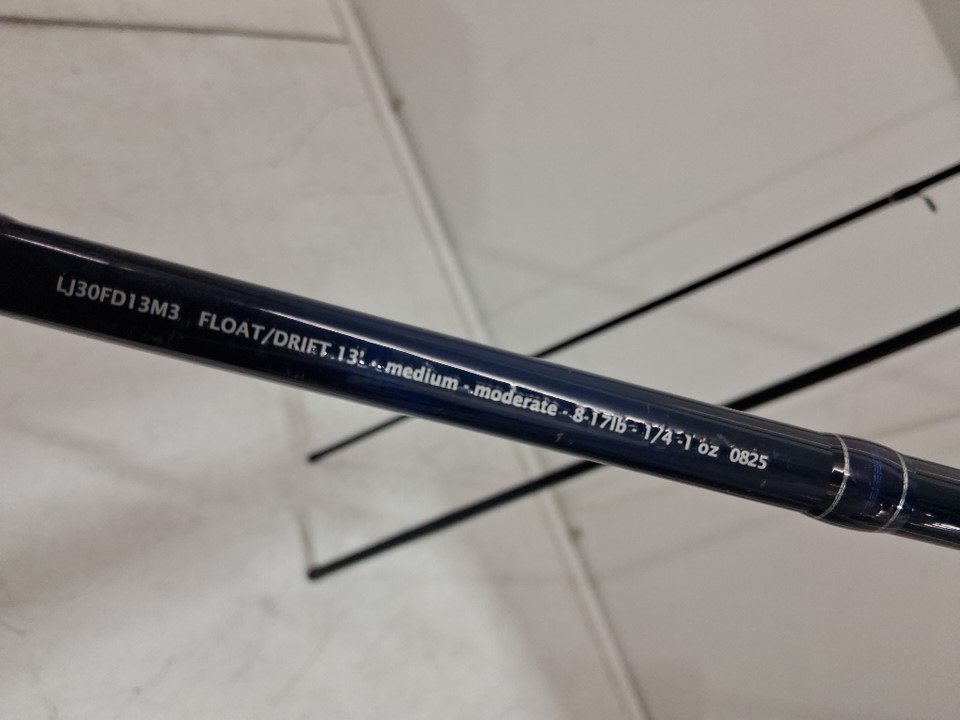 LJ30FD13M3 FLOAT/DRIFT 13' - medium - moderate - 8-17lb - 1/4 -1 oz 0825